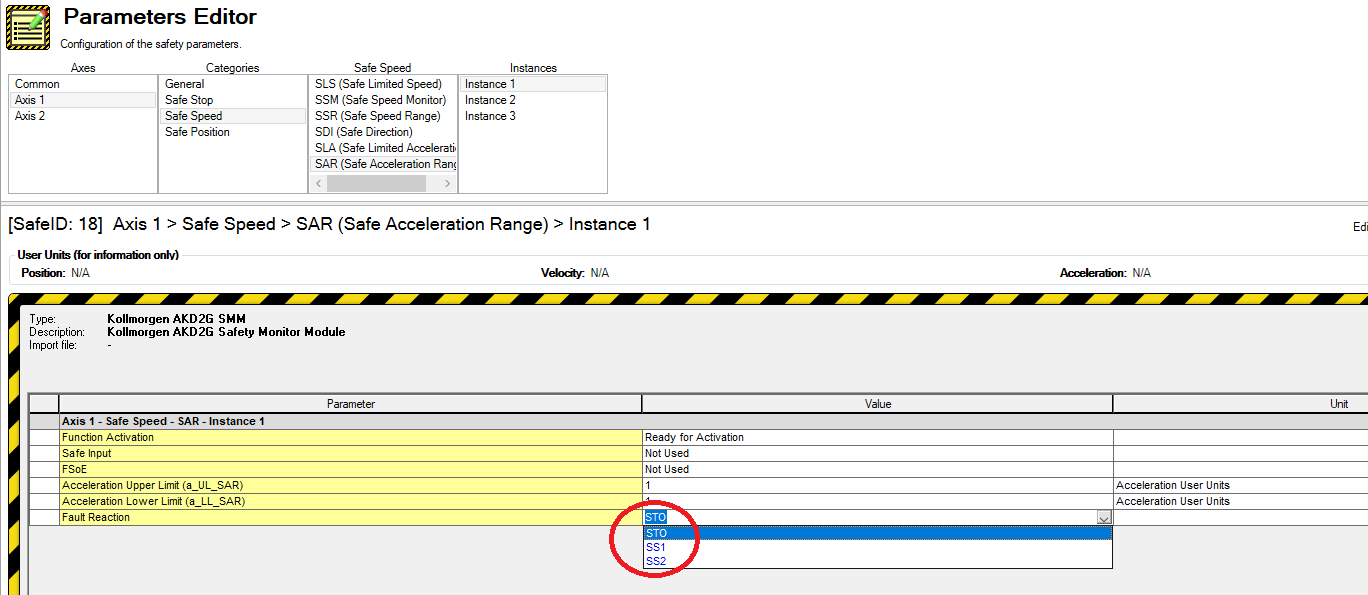 Parameters Editor
Configuration of the safety parameters.
Axes Categories Safe Speed Instances
Common General SLS (Safe Limited Speed) Instance 1
Axis 1 Safe Stop SSM (Safe Speed Monitor) Instance 2
Axis 2 Safe Speed SSR (Safe Speed Range) Instance 3
Safe Position SDI (Safe Direction)
SLA (Safe Limited Accelerati
SAR (Safe Acceleration Rang
[SafeID: 18] Axis 1 > Safe Speed > SAR (Safe Acceleration Range) > Instance 1 Edi
User Units (for information only)
Position: N/A Velocity: N/A Acceleration: N/A
Type: Kollmorgen AKD2G SMM
Description: Kollmorgen AKD2G Safety Monitor Module
Import file: -
Parameter Value Unit
Axis 1 - Safe Speed - SAR - Instance 1
Function Activation Ready for Activation
Safe Input Not Used
FSoE Not Used
Acceleration Upper Limit (a_UL_SAR) 1 Acceleration User Units
Acceleration Lower Limit (a_LL_SAR) 1 Acceleration User Units
Fault Reaction STO
STO
SS1
SS2